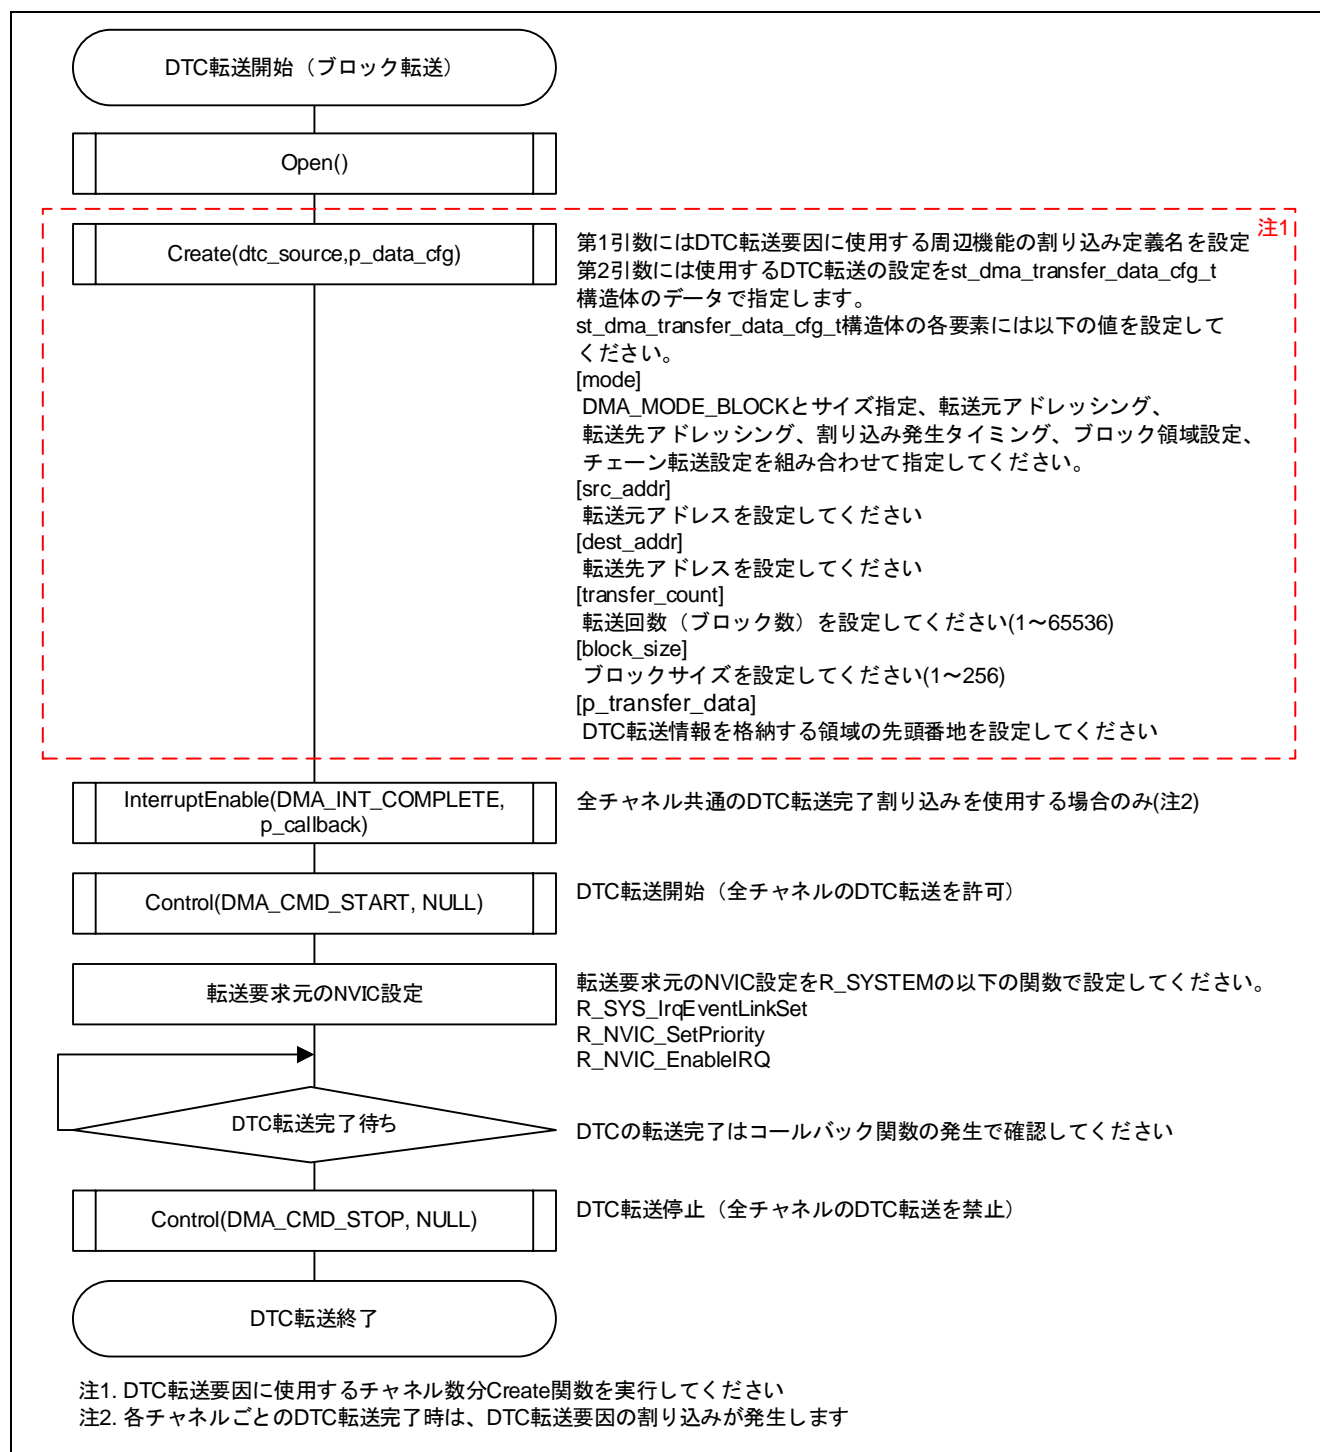 DTC転送開始（ブロック転送）
Open()
注1
Create(dtc_source,p_data_cfg)
第1引数にはDTC転送要因に使用する周辺機能の割り込み定義名を設定
第2引数には使用するDTC転送の設定をst_dma_transfer_data_cfg_t
構造体のデータで指定します。
st_dma_transfer_data_cfg_t構造体の各要素には以下の値を設定して
ください。
[mode]
DMA_MODE_BLOCKとサイズ指定、転送元アドレッシング、
転送先アドレッシング、割り込み発生タイミング、ブロック領域設定、
チェーン転送設定を組み合わせて指定してください。
[src_addr]
転送元アドレスを設定してください
[dest_addr]
転送先アドレスを設定してください
[transfer_count]
転送回数（ブロック数）を設定してください(1～65536)
[block_size]
ブロックサイズを設定してください(1～256)
[p_transfer_data]
DTC転送情報を格納する領域の先頭番地を設定してください
InterruptEnable(DMA_INT_COMPLETE,
p_callback)
全チャネル共通のDTC転送完了割り込みを使用する場合のみ(注2)
Control(DMA_CMD_START, NULL)
DTC転送開始（全チャネルのDTC転送を許可）
転送要求元のNVIC設定
転送要求元のNVIC設定をR_SYSTEMの以下の関数で設定してください。
R_SYS_IrqEventLinkSet
R_NVIC_SetPriority
R_NVIC_EnableIRQ
DTC転送完了待ち
DTCの転送完了はコールバック関数の発生で確認してください
Control(DMA_CMD_STOP, NULL)
DTC転送停止（全チャネルのDTC転送を禁止）
DTC転送終了
注1. DTC転送要因に使用するチャネル数分Create関数を実行してください
注2. 各チャネルごとのDTC転送完了時は、DTC転送要因の割り込みが発生します